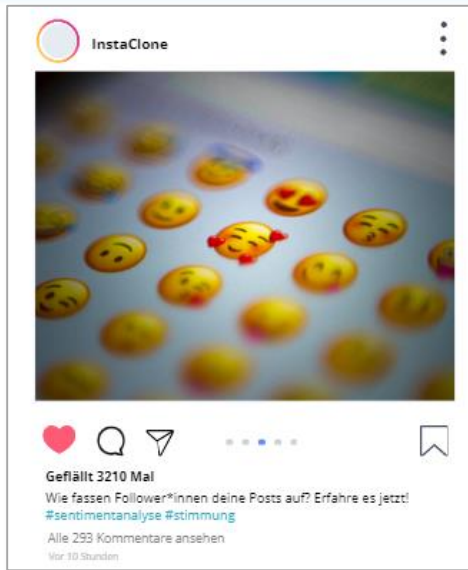 InstaClone
Gefällt 3210 Mal
Wie fassen Follower*innen deine Posts auf? Erfahre es jetzt!
#sentimentanalyse #stimmung
Alle 293 Kommentare ansehen
Vor 10 Stunden